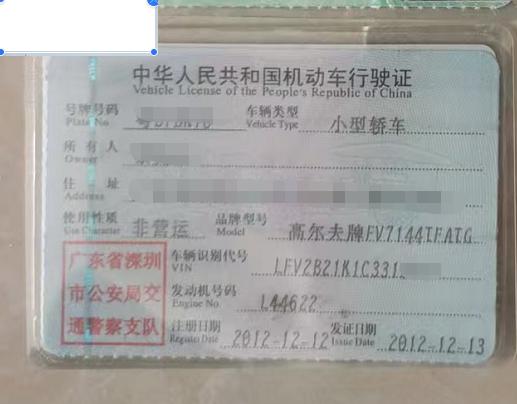 中华人民共和国机动车行驶证
Vehicle License of the People's Republic of China
号牌号码 车辆类型 小型轿车
Plate No. Vehicle Type
所有人
Owner
住址
Address
使用性质 非营运 品牌型号 高尔夫牌FV7144TFATG
Use Character Model
广东省深圳 车辆识别代号 LFV2B21K1C331
VIN
市公安局交 发动机号码 L44622
Engine No.
通警察支队 注册日期 2012-12-12 发证日期 2012-12-13
Register Date Issue Date